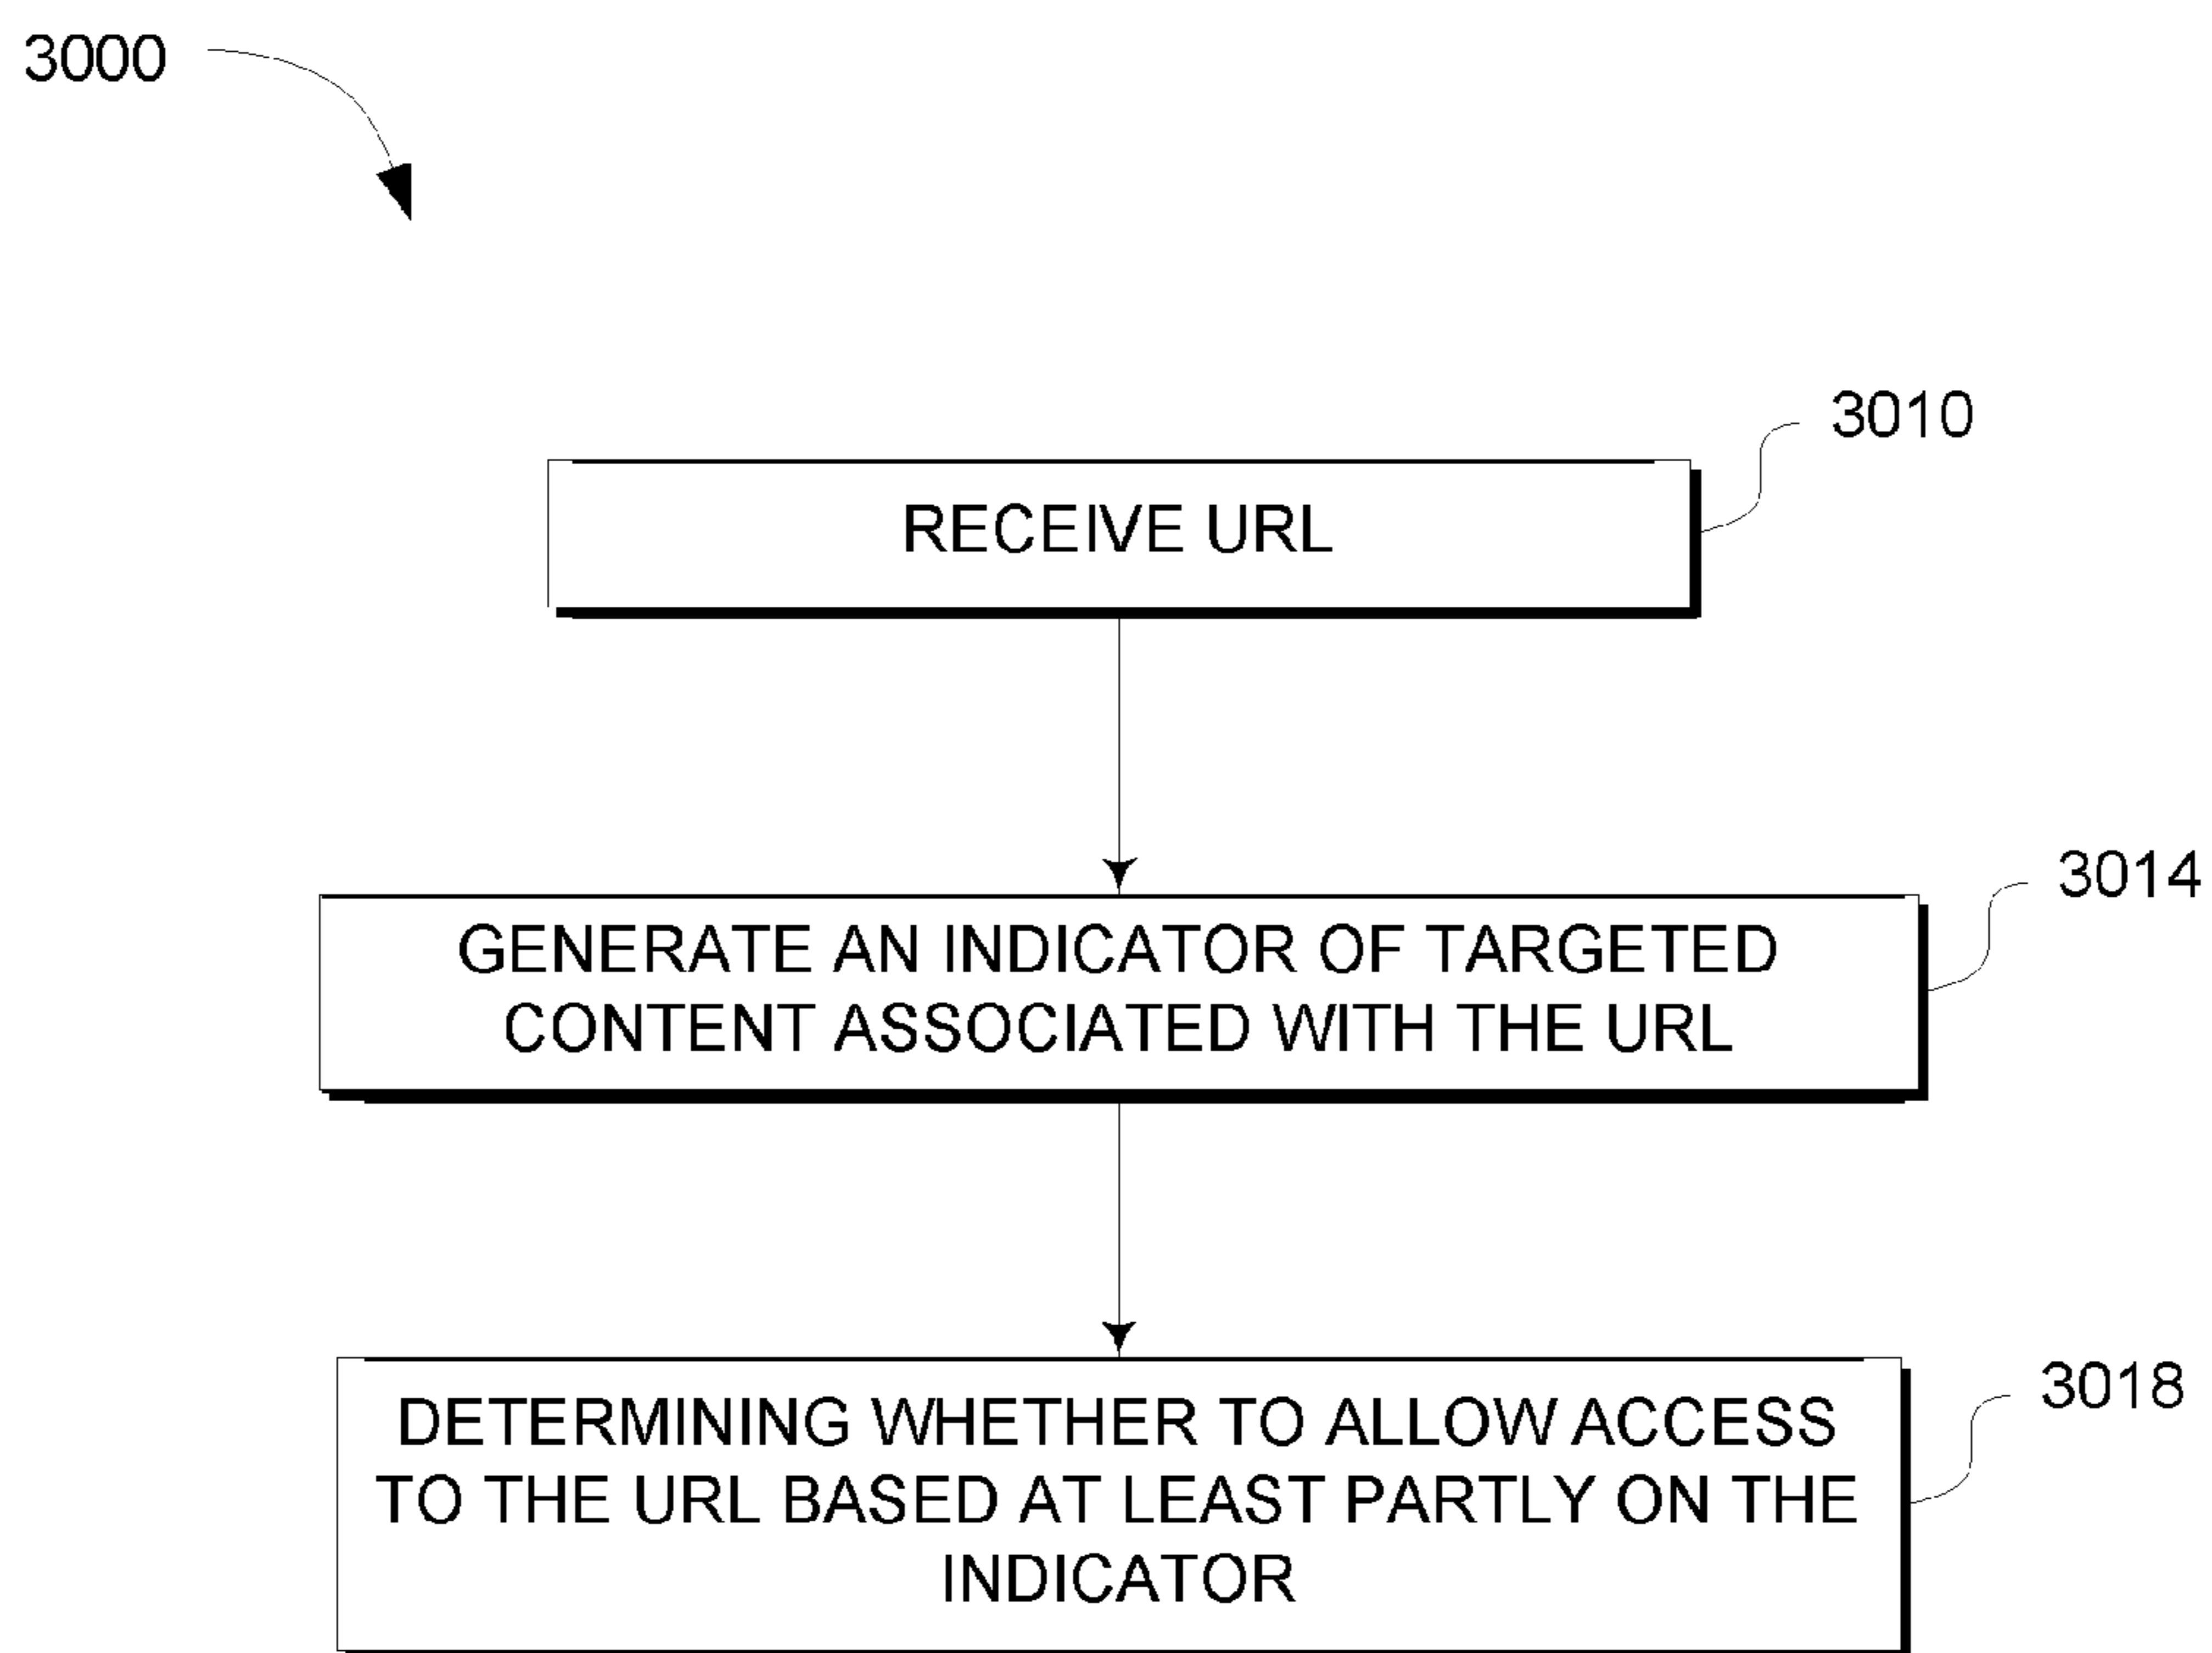 3000
3010
RECEIVE URL
3014
GENERATE AN INDICATOR OF TARGETED
CONTENT ASSOCIATED WITH THE URL
3018
DETERMINING WHETHER TO ALLOW ACCESS
TO THE URL BASED AT LEAST PARTLY ON THE
INDICATOR